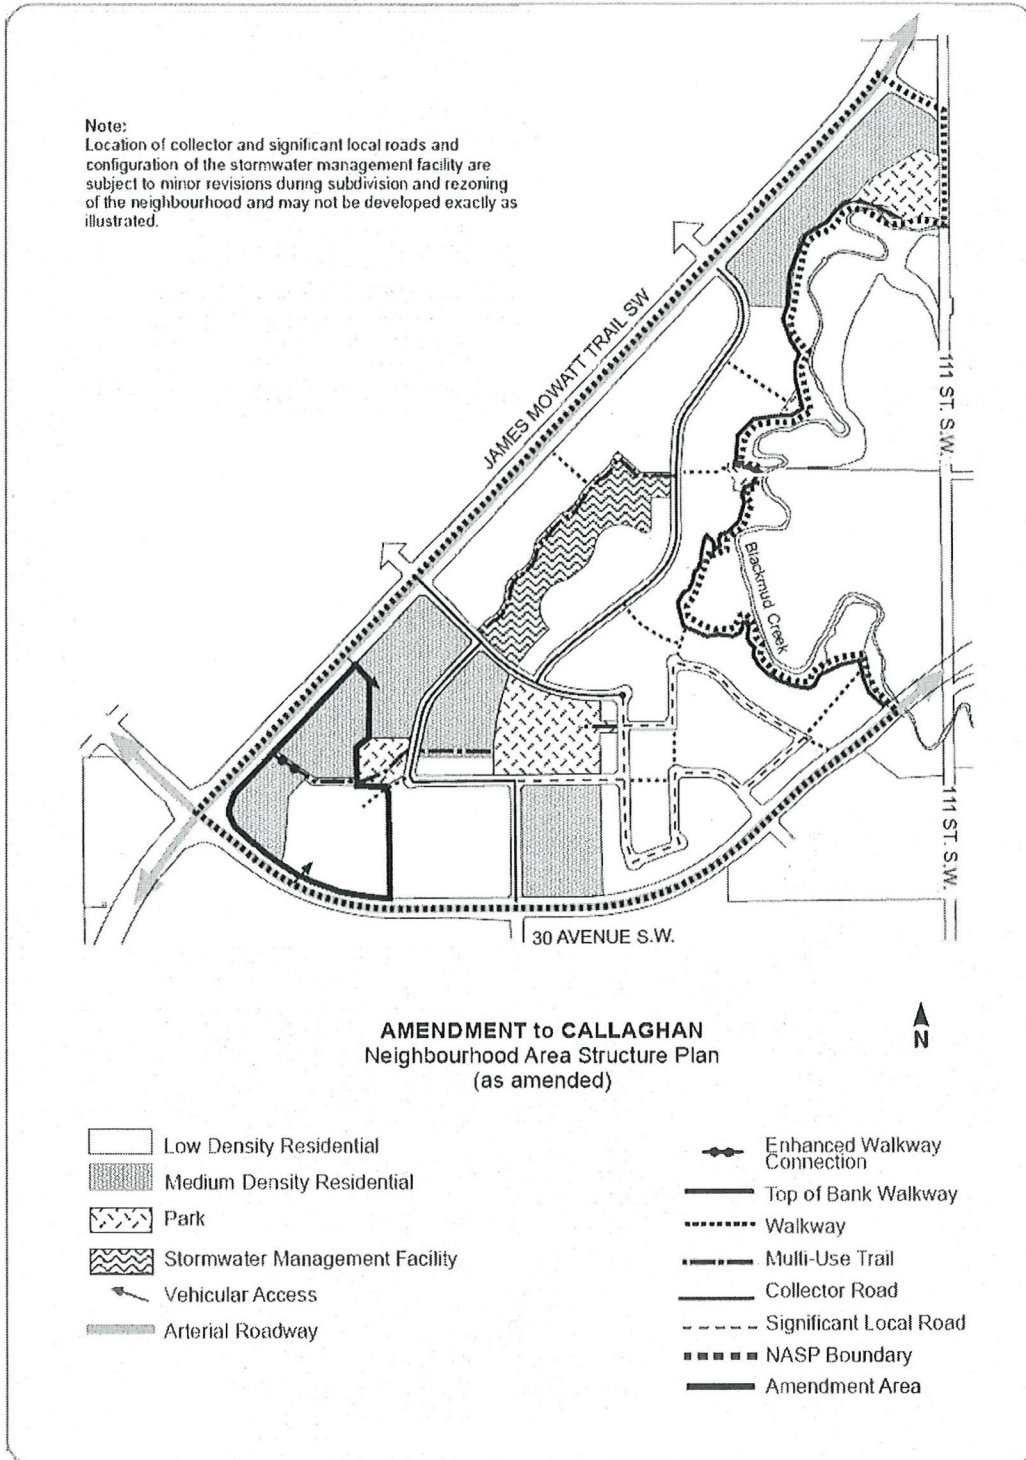 Note:
Location of collector and significant local roads and
configuration of the stormwater management facility are
subject to minor revisions during subdivision and rezoning
of the neighbourhood and may not be developed exactly as
illustrated.
JAMES MOWATT TRAIL SW
111 ST. S.W.
Blackmud Creek
111 ST. S.W.
30 AVENUE S.W.
AMENDMENT to CALLAGHAN
Neighbourhood Area Structure Plan
(as amended)
N
Low Density Residential
Medium Density Residential
Park
Stormwater Management Facility
Vehicular Access
Arterial Roadway
Enhanced Walkway
Connection
Top of Bank Walkway
Walkway
Multi-Use Trail
Collector Road
Significant Local Road
NASP Boundary
Amendment Area